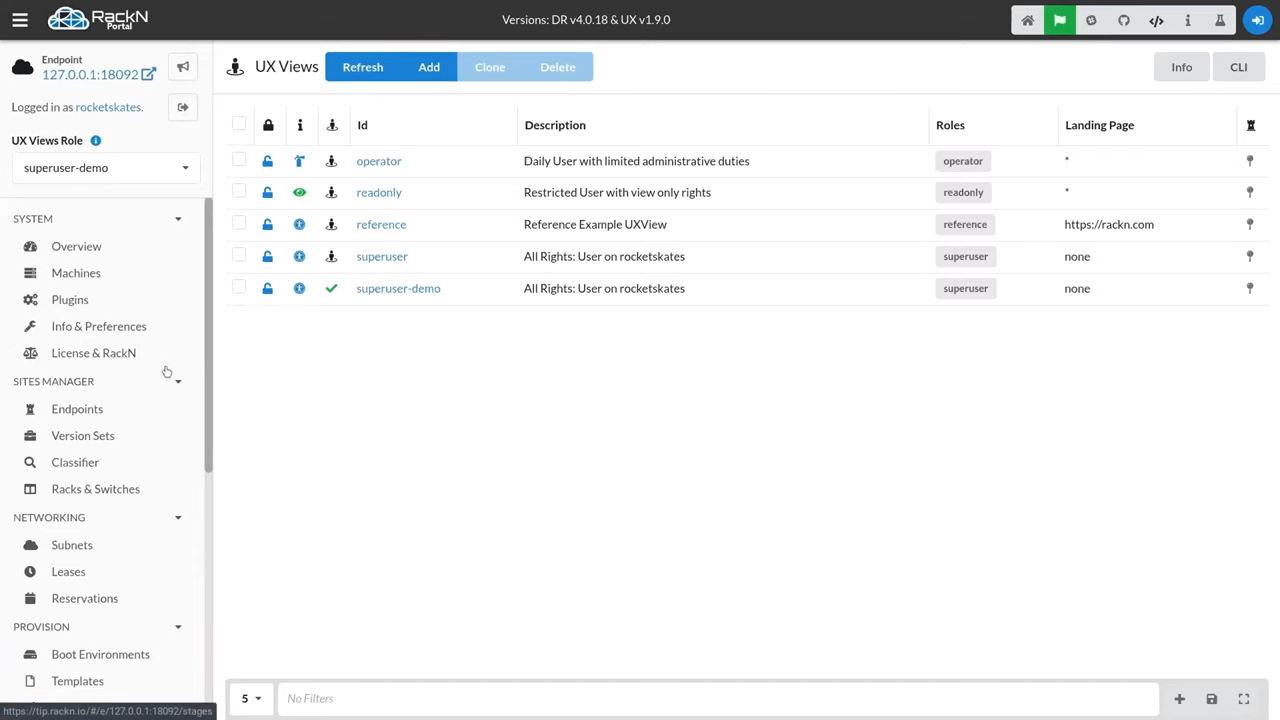 RackN
Portal
Versions: DR v4.0.18 & UX v1.9.0
Endpoint
127.0.0.1:18092
Logged in as rocketskates.
UX Views Role
superuser-demo
SYSTEM
Overview
Machines
Plugins
Info & Preferences
License & RackN
SITES MANAGER
Endpoints
Version Sets
Classifier
Racks & Switches
NETWORKING
Subnets
Leases
Reservations
PROVISION
Boot Environments
Templates
https://tip.rackn.io/#/e/127.0.0.1:18092/stages
UX Views
Refresh Add Clone Delete
Info CLI
Id Description Roles Landing Page
operator Daily User with limited administrative duties operator *
readonly Restricted User with view only rights readonly *
reference Reference Example UXView reference https://rackn.com
superuser All Rights: User on rocketskates superuser none
superuser-demo All Rights: User on rocketskates superuser none
5 No Filters